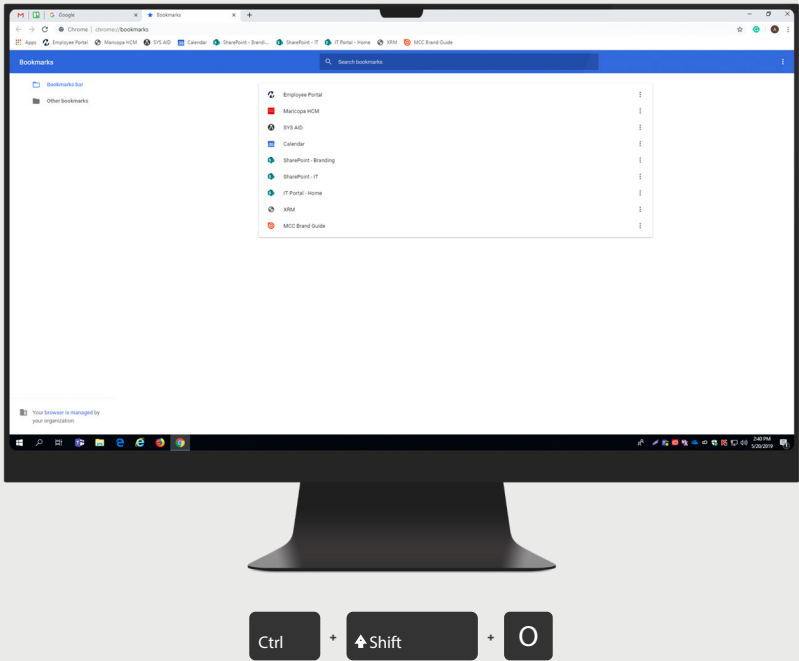 Google
Bookmarks
Chrome | chrome://bookmarks
Apps Employee Portal Maricopa HCM SYS AID Calendar SharePoint - Brandi... SharePoint - IT IT Portal - Home XRM MCC Brand Guide
Bookmarks
Search bookmarks
Bookmarks bar
Other bookmarks
Employee Portal
Maricopa HCM
SYS AID
Calendar
SharePoint - Branding
SharePoint - IT
IT Portal - Home
XRM
MCC Brand Guide
Your browser is managed by
your organization
2:40 PM
5/20/2019
Ctrl + Shift + O